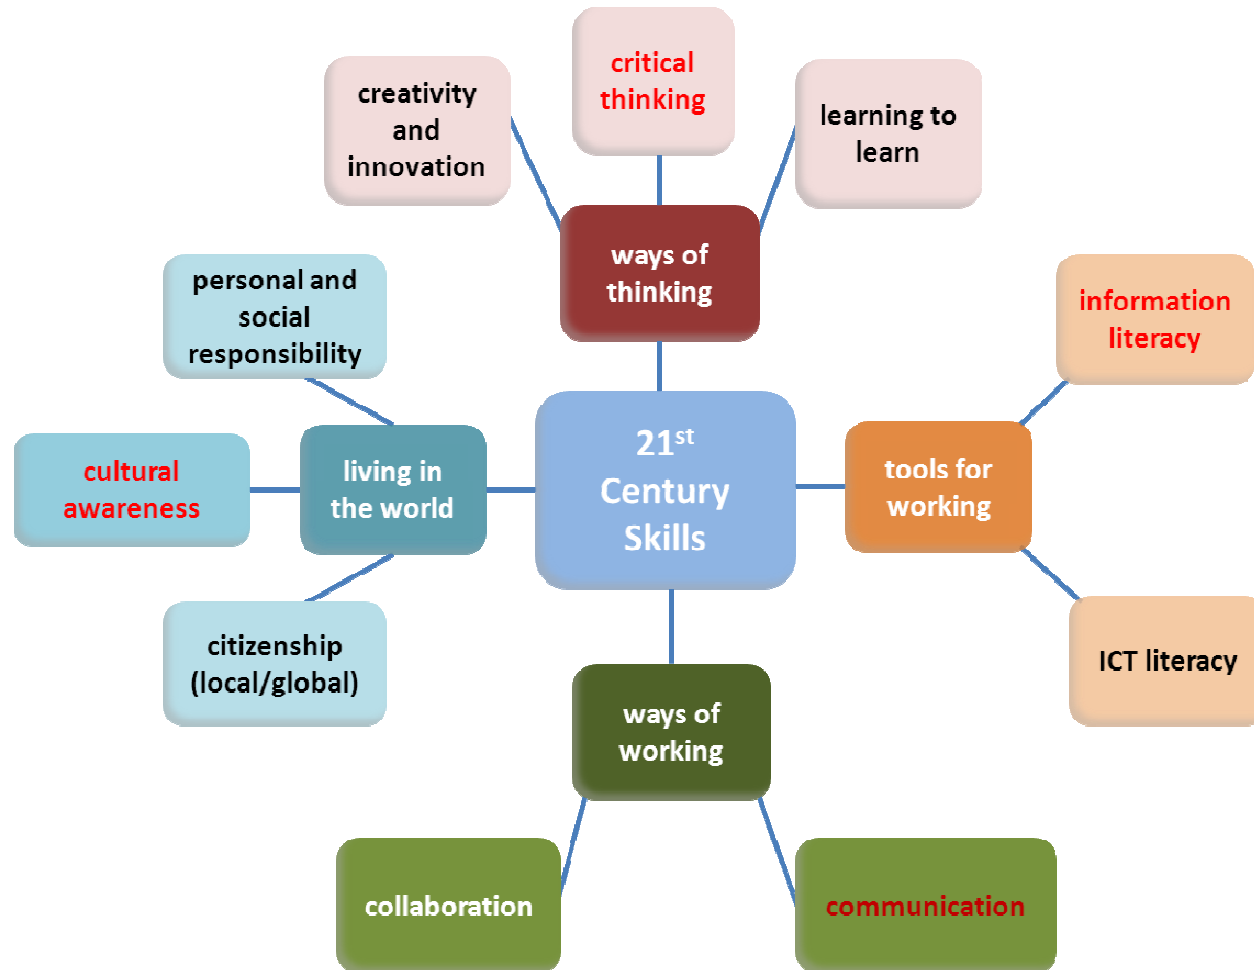 critical
thinking
creativity
and
innovation
learning to
learn
ways of
thinking
personal and
social
responsibility
information
literacy
21st
Century
Skills
cultural
awareness
living in
the world
tools for
working
citizenship
(local/global)
ICT literacy
ways of
working
collaboration
communication